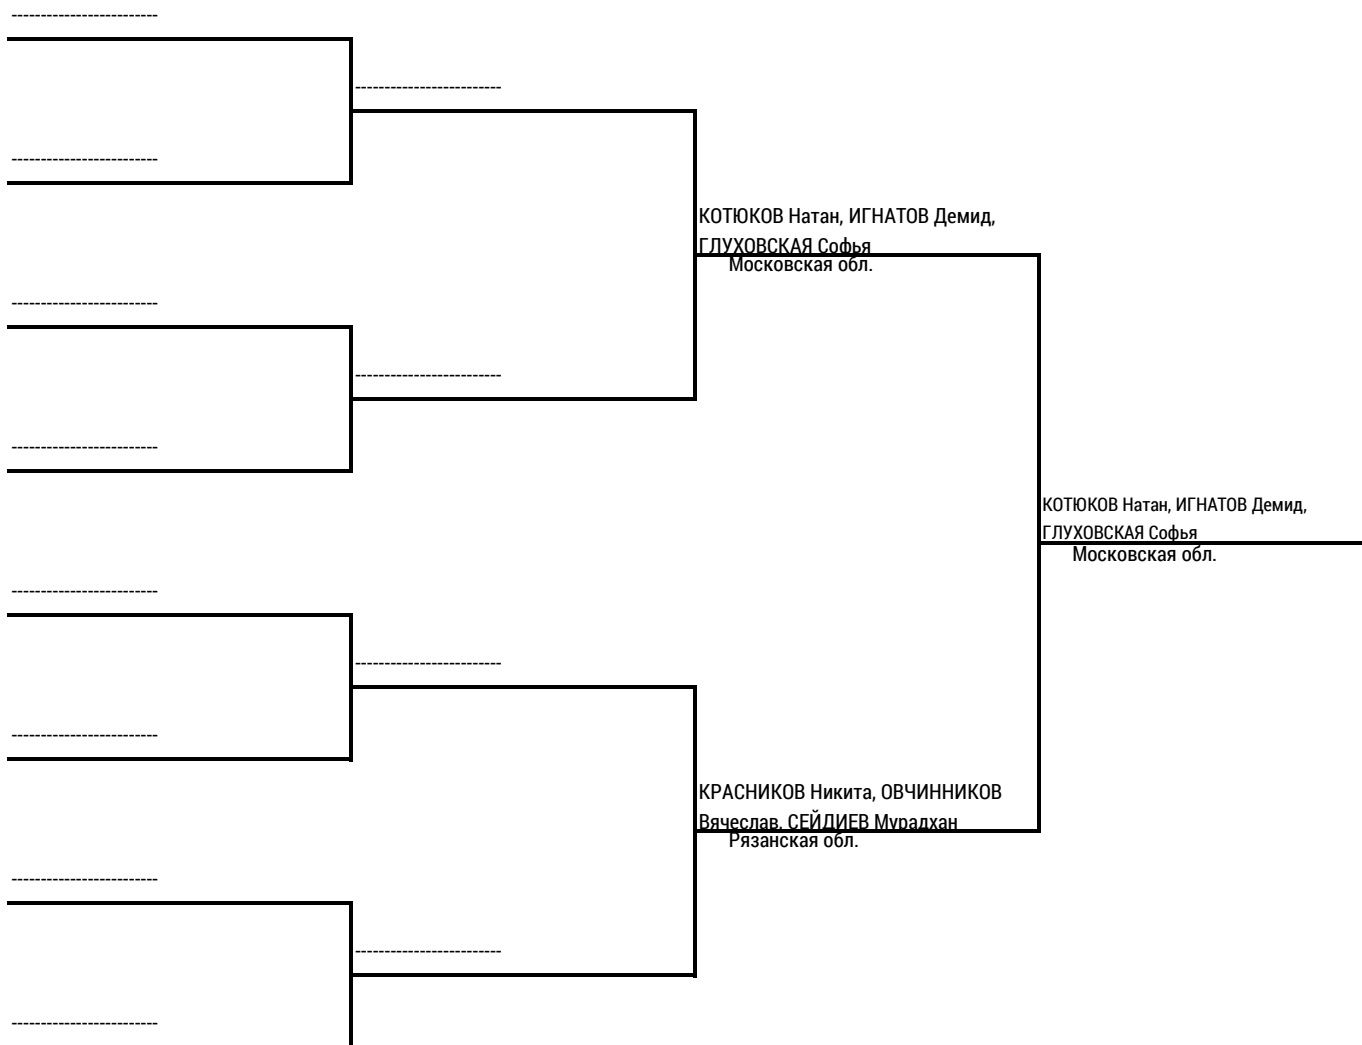 -------------------------
-------------------------
-------------------------
КОТЮКОВ Натан, ИГНАТОВ Демид,
ГЛУХОВСКАЯ Софья
Московская обл.
-------------------------
-------------------------
-------------------------
КОТЮКОВ Натан, ИГНАТОВ Демид,
ГЛУХОВСКАЯ Софья
Московская обл.
-------------------------
-------------------------
-------------------------
КРАСНИКОВ Никита, ОВЧИННИКОВ
Вячеслав, СЕЙДИЕВ Мурадхан
Рязанская обл.
-------------------------
-------------------------
-------------------------